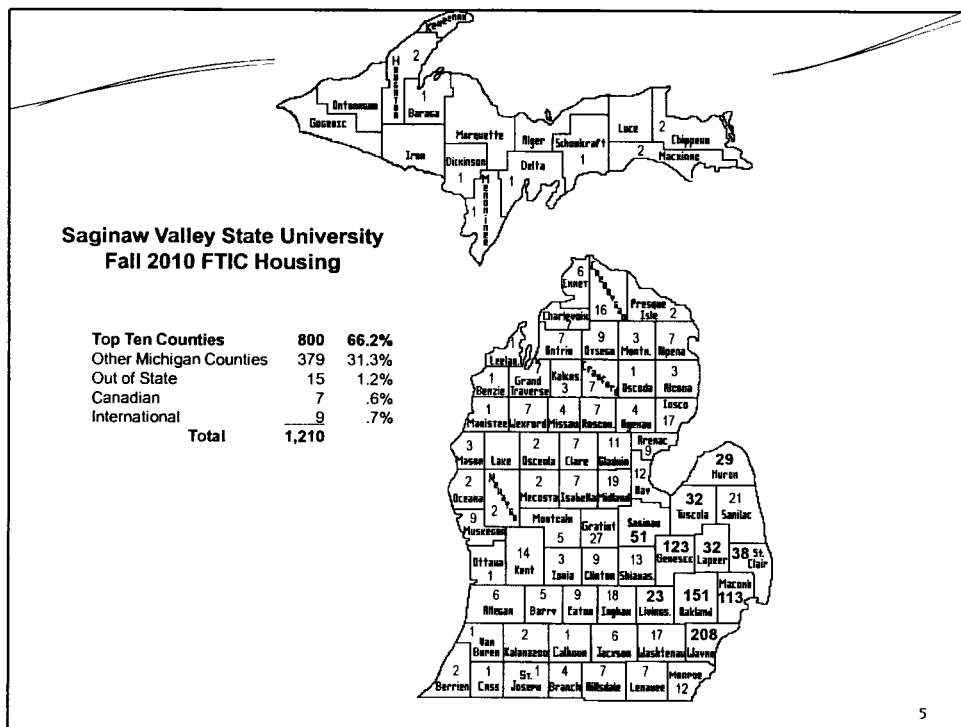 Keweenaw
Houghton
2
1
Baraga
Ontonagon
Gogebic
Iron
Marquette
Dickinson
1
1
Menominee
Alger
Delta
1
Schoolcraft
1
Luce
2
Chippewa
2
Mackinac
Saginaw Valley State University
Fall 2010 FTIC Housing
Top Ten Counties 800 66.2%
Other Michigan Counties 379 31.3%
Out of State 15 1.2%
Canadian 7 .6%
International 9 .7%
Total 1,210
6
Emmet
Cheboygan
16
Presque
Isle 2
Charlevoix
7
Antrim
9
Otsego
3
Montm.
7
Alpena
Leelan.
1
Benzie
Grand
Traverse
Kalkas.
3
Crawford
7
1
Oscoda
3
Alcona
1
Manistee
7
Wexford
4
Missau.
7
Roscom.
4
Ogemaw
Iosco
17
3
Mason
Lake
2
Osceola
7
Clare
11
Gladwin
Arenac
9
2
Oceana
Newaygo
2
2
Mecosta
7
Isabella
19
Midland
12
Bay
29
Huron
9
Muskegon
Montcalm
5
Gratiot
27
Saginaw
51
32
Tuscola
21
Sanilac
Ottawa
1
14
Kent
3
Ionia
9
Clinton
13
Shiawas.
123
Genesee
32
Lapeer
38 St.
Clair
6
Allegan
5
Barry
9
Eaton
18
Ingham
23
Livings.
151
Oakland
Macomb
113
1
Van
Buren
2
Kalamazoo
1
Calhoun
6
Jackson
17
Washtenaw
208
Wayne
2
Berrien
1
Cass
St. 1
Joseph
4
Branch
7
Hillsdale
7
Lenawee
Monroe
12
5